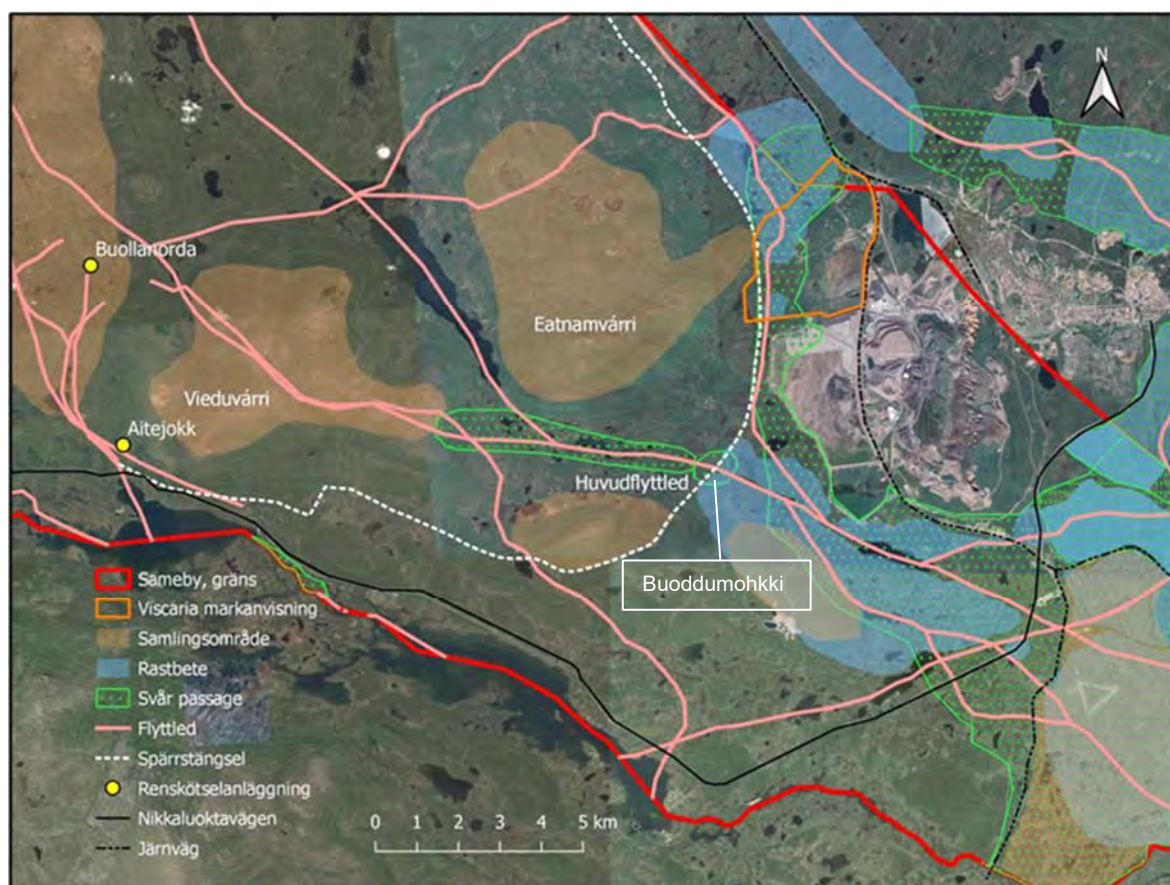 N
Buollanorda
Eatnamvárri
Vieduvárri
Aitejokk
Huvudflyttled
Buoddumohkki
Sameby, gräns
Viscaria markanvisning
Samlingsområde
Rastbete
Svår passage
Flyttled
Spärrstängsel
Renskötselanläggning
Nikkaluoktavägen
Järnväg
0 1 2 3 4 5 km